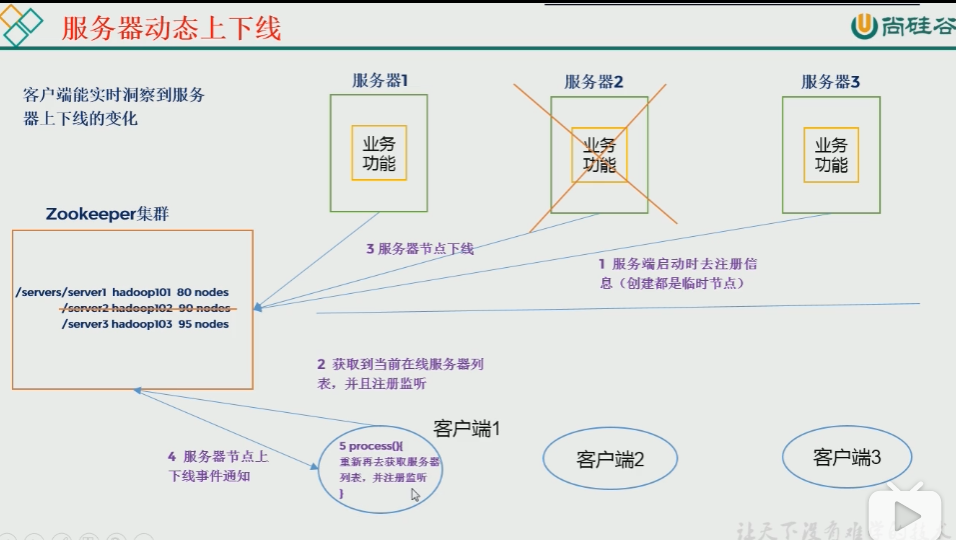 服务器动态上下线
尚硅谷
客户端能实时洞察到服务
器上下线的变化
服务器1
服务器2
服务器3
业务
功能
业务
功能
业务
功能
Zookeeper集群
3 服务器节点下线
1 服务端启动时去注册信
息（创建都是临时节点）
/servers/server1 hadoop101 80 nodes
/server2 hadoop102 90 nodes
/server3 hadoop103 95 nodes
2 获取到当前在线服务器列
表，并且注册监听
客户端1
4 服务器节点上
下线事件通知
5 process(){
重新再去获取服务器
列表，并注册监听
}
客户端2
客户端3
让天下没有难学的技术